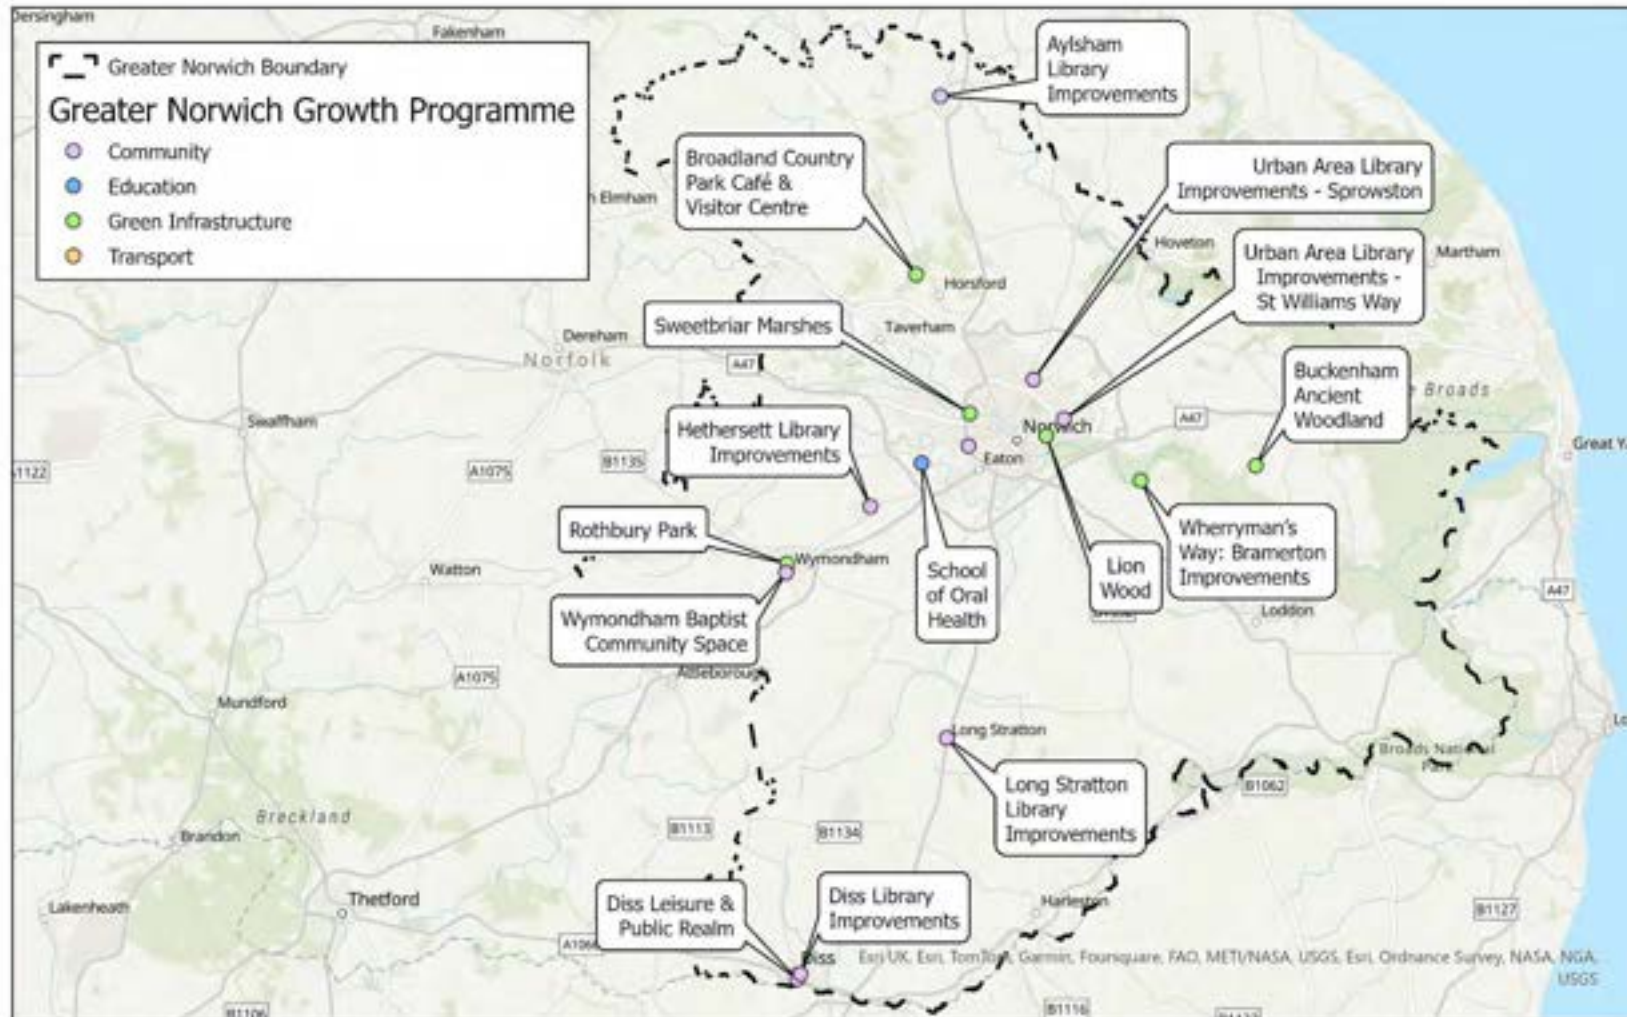 Dersingham
Fakenham
Greater Norwich Boundary
Greater Norwich Growth Programme
Community
Education
Green Infrastructure
Transport
Aylsham
Library
Improvements
Broadland Country
Park Café &
Visitor Centre
Urban Area Library
Improvements - Sprowston
n Elmham
Hoveton
Martham
Urban Area Library
Improvements -
St Williams Way
Horsford
Sweetbriar Marshes
Taverham
Dereham
Norfolk
A47
Buckenham
Ancient
Woodland
e Broads
Swaffham
Hethersett Library
Improvements
Norwich
A47
Great Y
Eaton
A1122
A1075
B1135
Rothbury Park
Wymondham
Watton
School
of Oral
Health
Lion
Wood
Wherryman's
Way: Bramerton
Improvements
A47
Loddon
Wymondham Baptist
Community Space
Attleborough
A1075
Mundford
Long Stratton
Lo
Broads National
Park
Long Stratton
Library
Improvements
B1062
Breckland
Brandon
B1113
B1134
Thetford
Lakenheath
Diss Leisure &
Public Realm
Diss Library
Improvements
Harleston
B1127
A1066
Diss
Esri UK, Esri, TomTom, Garmin, Foursquare, FAO, METI/NASA, USGS, Esri, Ordnance Survey, NASA, NGA,
USGS
B1106
B1116